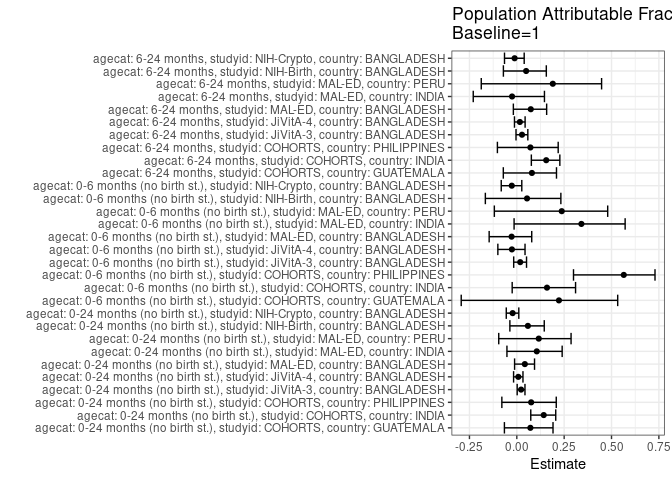 Population Attributable Frac
Baseline=1
agecat: 6-24 months, studyid: NIH-Crypto, country: BANGLADESH
agecat: 6-24 months, studyid: NIH-Birth, country: BANGLADESH
agecat: 6-24 months, studyid: MAL-ED, country: PERU
agecat: 6-24 months, studyid: MAL-ED, country: INDIA
agecat: 6-24 months, studyid: MAL-ED, country: BANGLADESH
agecat: 6-24 months, studyid: JiVitA-4, country: BANGLADESH
agecat: 6-24 months, studyid: JiVitA-3, country: BANGLADESH
agecat: 6-24 months, studyid: COHORTS, country: PHILIPPINES
agecat: 6-24 months, studyid: COHORTS, country: INDIA
agecat: 6-24 months, studyid: COHORTS, country: GUATEMALA
agecat: 0-6 months (no birth st.), studyid: NIH-Crypto, country: BANGLADESH
agecat: 0-6 months (no birth st.), studyid: NIH-Birth, country: BANGLADESH
agecat: 0-6 months (no birth st.), studyid: MAL-ED, country: PERU
agecat: 0-6 months (no birth st.), studyid: MAL-ED, country: INDIA
agecat: 0-6 months (no birth st.), studyid: MAL-ED, country: BANGLADESH
agecat: 0-6 months (no birth st.), studyid: JiVitA-4, country: BANGLADESH
agecat: 0-6 months (no birth st.), studyid: JiVitA-3, country: BANGLADESH
agecat: 0-6 months (no birth st.), studyid: COHORTS, country: PHILIPPINES
agecat: 0-6 months (no birth st.), studyid: COHORTS, country: INDIA
agecat: 0-6 months (no birth st.), studyid: COHORTS, country: GUATEMALA
agecat: 0-24 months (no birth st.), studyid: NIH-Crypto, country: BANGLADESH
agecat: 0-24 months (no birth st.), studyid: NIH-Birth, country: BANGLADESH
agecat: 0-24 months (no birth st.), studyid: MAL-ED, country: PERU
agecat: 0-24 months (no birth st.), studyid: MAL-ED, country: INDIA
agecat: 0-24 months (no birth st.), studyid: MAL-ED, country: BANGLADESH
agecat: 0-24 months (no birth st.), studyid: JiVitA-4, country: BANGLADESH
agecat: 0-24 months (no birth st.), studyid: JiVitA-3, country: BANGLADESH
agecat: 0-24 months (no birth st.), studyid: COHORTS, country: PHILIPPINES
agecat: 0-24 months (no birth st.), studyid: COHORTS, country: INDIA
agecat: 0-24 months (no birth st.), studyid: COHORTS, country: GUATEMALA
-0.25 0.00 0.25 0.50 0.75
Estimate